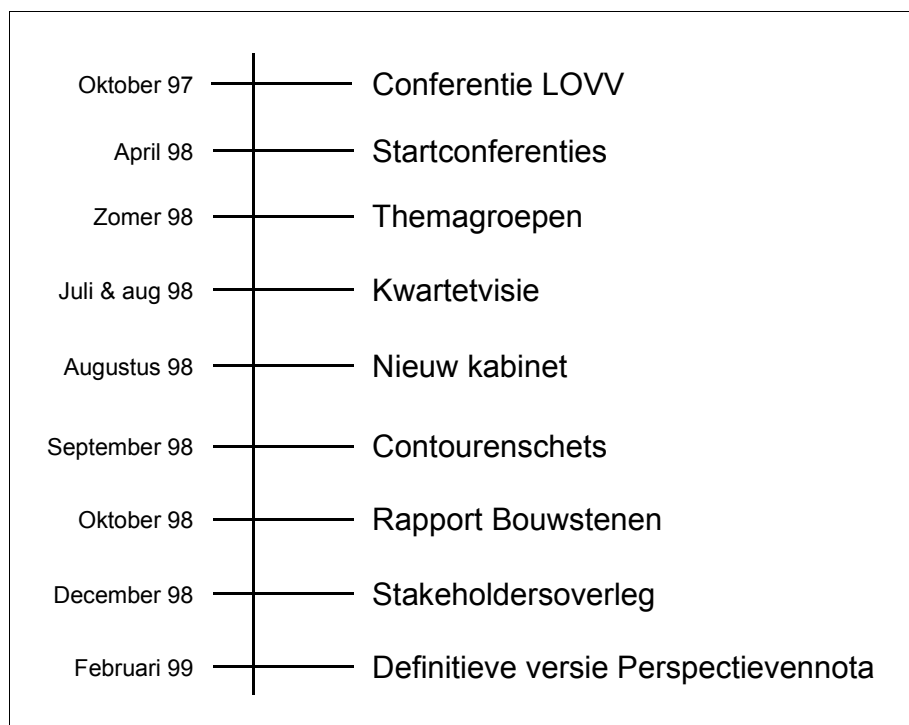 Oktober 97 Conferentie LOVV
April 98 Startconferenties
Zomer 98 Themagroepen
Juli & aug 98 Kwartetvisie
Augustus 98 Nieuw kabinet
September 98 Contourenschets
Oktober 98 Rapport Bouwstenen
December 98 Stakeholdersoverleg
Februari 99 Definitieve versie Perspectievennota